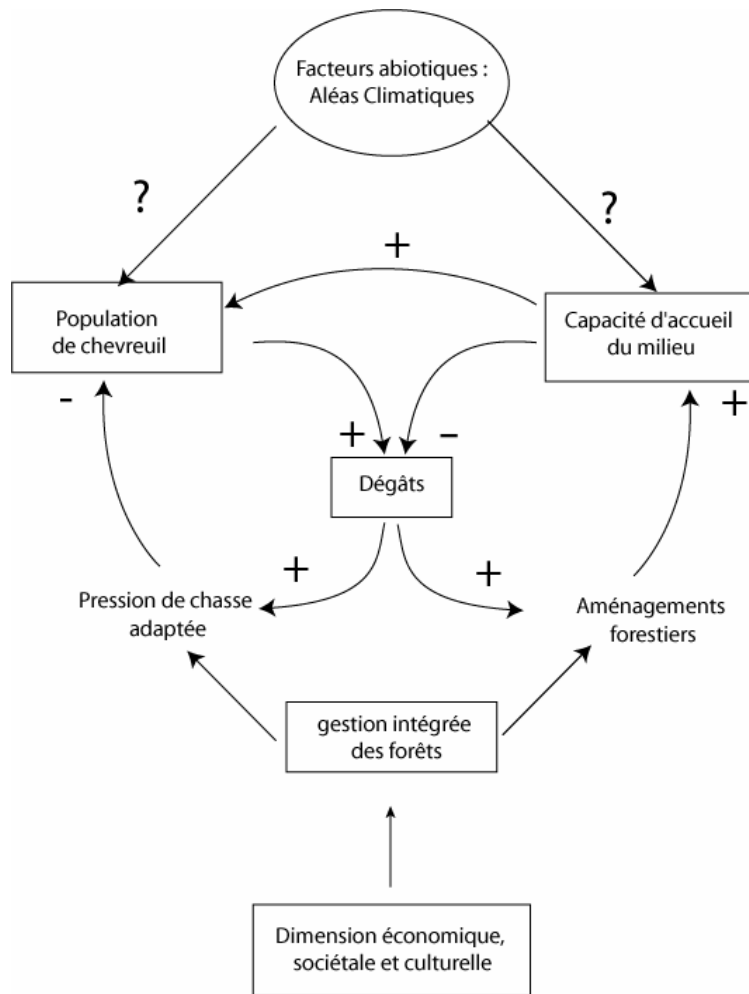 Facteurs abiotiques :
Aléas Climatiques
?
?
+
Population
de chevreuil
Capacité d'accueil
du milieu
-
+
+
–
Dégâts
+
+
Pression de chasse
adaptée
Aménagements
forestiers
gestion intégrée
des forêts
Dimension économique,
sociétale et culturelle